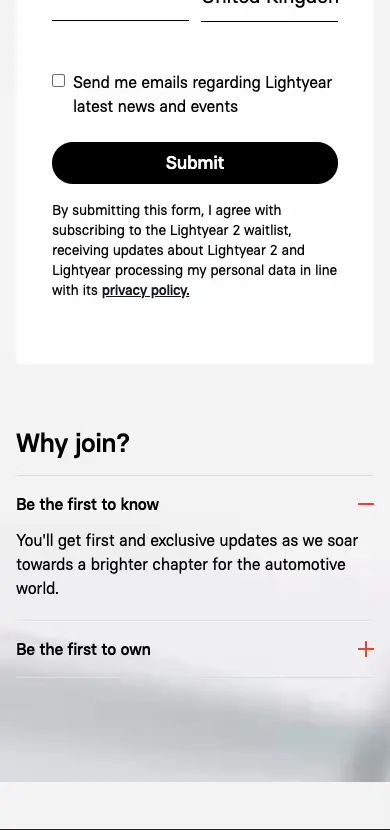 United Kingdom
Send me emails regarding Lightyear
latest news and events
Submit
By submitting this form, I agree with
subscribing to the Lightyear 2 waitlist,
receiving updates about Lightyear 2 and
Lightyear processing my personal data in line
with its privacy policy.
Why join?
Be the first to know
You'll get first and exclusive updates as we soar
towards a brighter chapter for the automotive
world.
Be the first to own